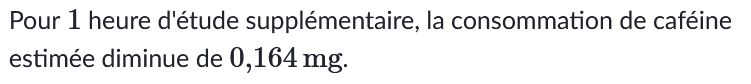 Pour 1 heure d'étude supplémentaire, la consommation de caféine
estimée diminue de 0,164 mg.